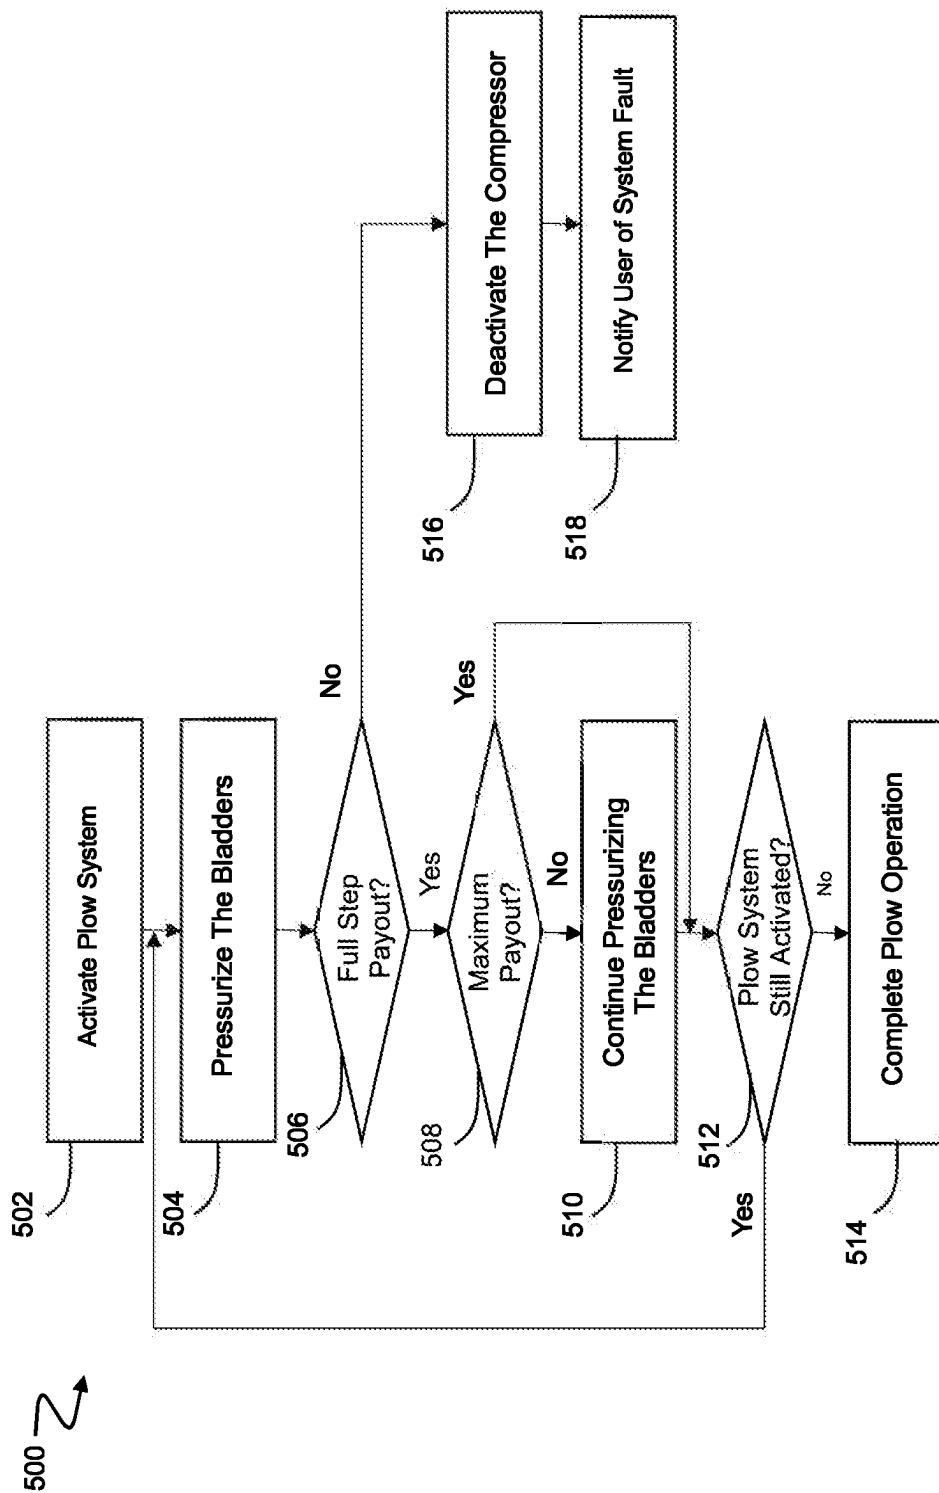 500
502
Activate Plow System
504
Pressurize The Bladders
506
Full Step
Payout?
No
Yes
508
Maximum
Payout?
Yes
No
510
Continue Pressurizing
The Bladders
512
Plow System
Still Activated?
Yes
No
514
Complete Plow Operation
516
Deactivate The Compressor
518
Notify User of System Fault